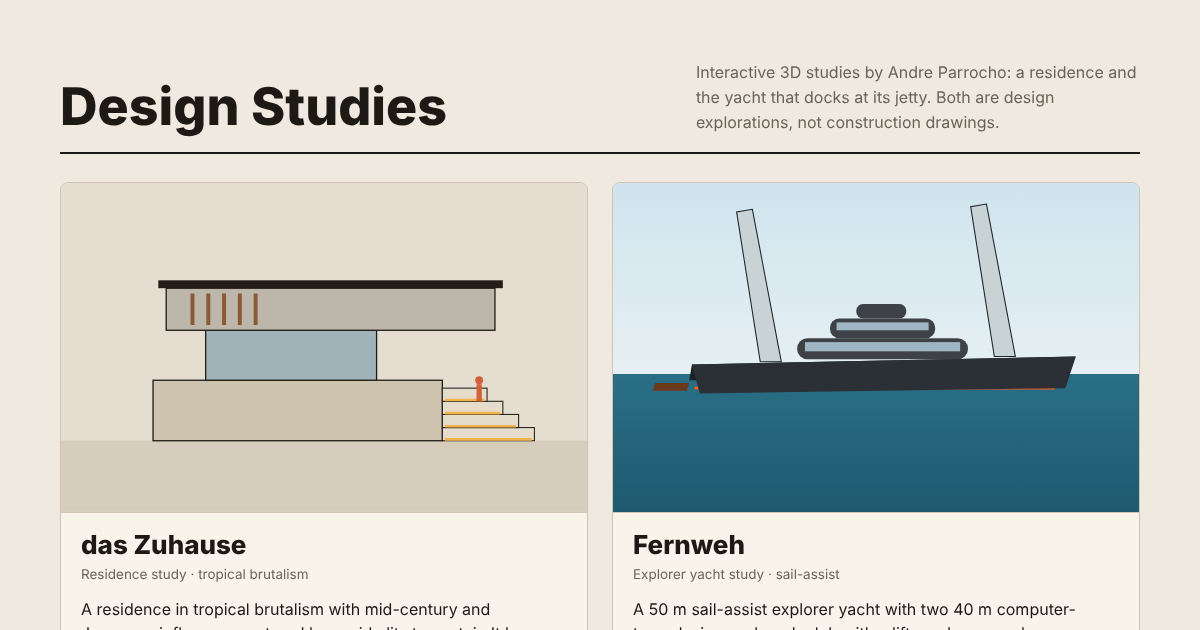 Design Studies
Interactive 3D studies by Andre Parrocho: a residence and
the yacht that docks at its jetty. Both are design
explorations, not construction drawings.
das Zuhause
Residence study · tropical brutalism
A residence in tropical brutalism with mid-century and
Fernweh
Explorer yacht study · sail-assist
A 50 m sail-assist explorer yacht with two 40 m computer-